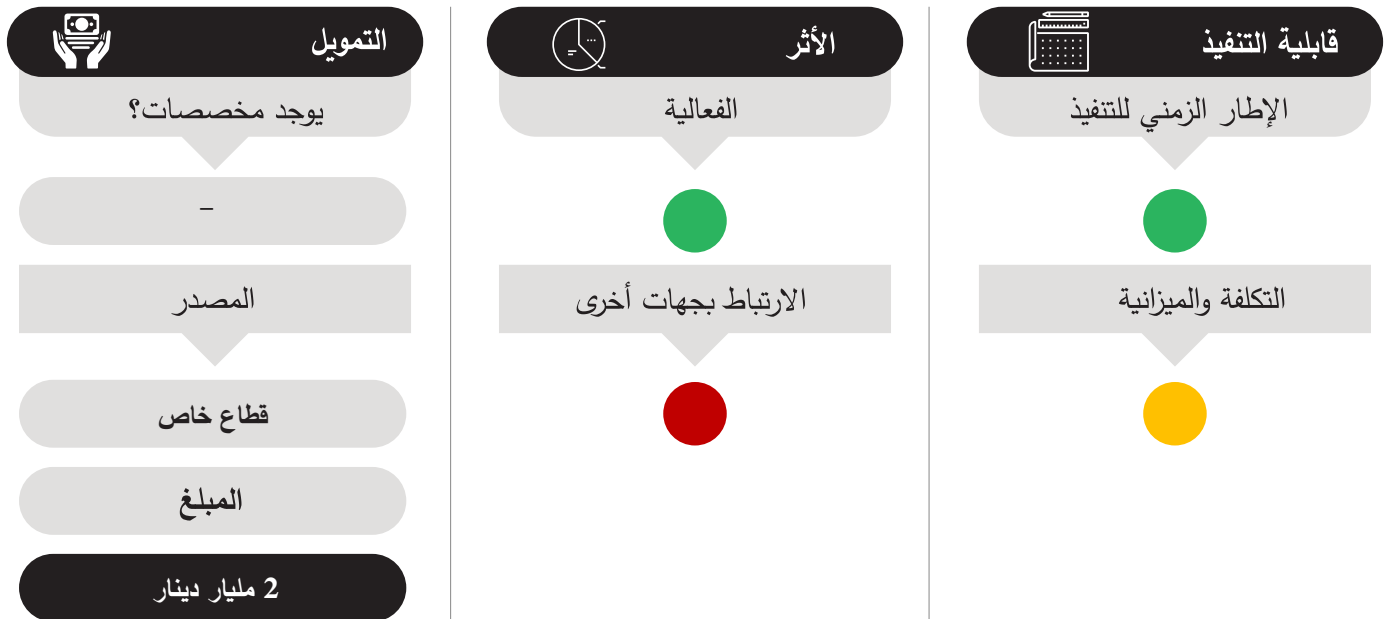 قابلية التنفيذ
الإطار الزمني للتنفيذ
التكلفة والميزانية
الأثر
الفعالية
الارتباط بجهات أخرى
التمويل
يوجد مخصصات؟
–
المصدر
قطاع خاص
المبلغ
2 مليار دينار